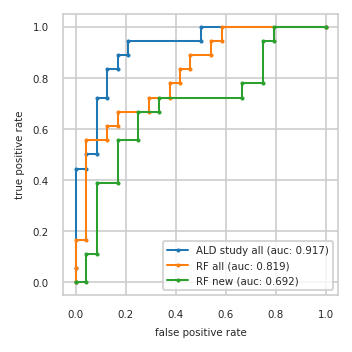 1.0
0.8
0.6
0.4
0.2
0.0
true positive rate
ALD study all (auc: 0.917)
RF all (auc: 0.819)
RF new (auc: 0.692)
0.0 0.2 0.4 0.6 0.8 1.0
false positive rate